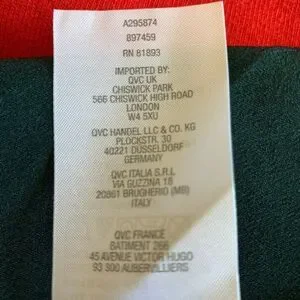 A295874
897459
RN 81893
IMPORTED BY:
QVC UK
CHISWICK PARK
566 CHISWICK HIGH ROAD
LONDON
W4 5XU
QVC HANDEL LLC & CO. KG
PLOCKSTR. 30
40221 DUSSELDORF
GERMANY
QVC ITALIA S.R.L
VIA GUZZINA 18
20861 BRUGHERIO (MB)
ITALY
QVC FRANCE
BATIMENT 266
45 AVENUE VICTOR HUGO
93 300 AUBERVILLIERS